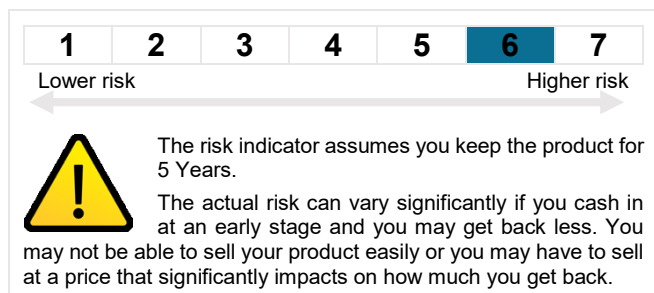 1 2 3 4 5 6 7
Lower risk Higher risk
The risk indicator assumes you keep the product for
5 Years.
The actual risk can vary significantly if you cash in
at an early stage and you may get back less. You
may not be able to sell your product easily or you may have to sell
at a price that significantly impacts on how much you get back.